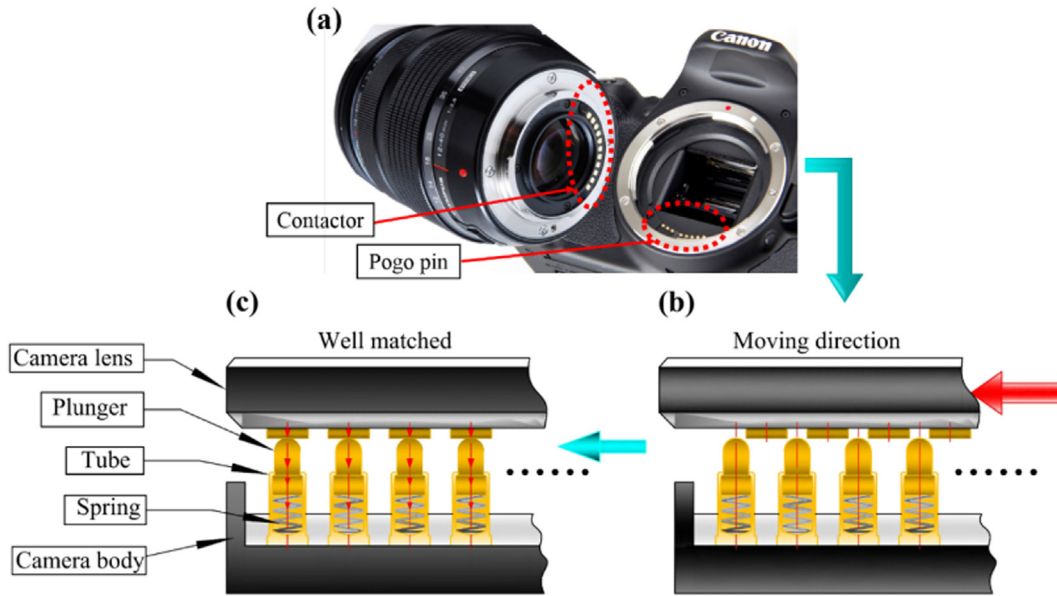 (a)
Canon
Contactor
Pogo pin
(c)
(b)
Well matched
Moving direction
Camera lens
Plunger
Tube
Spring
Camera body